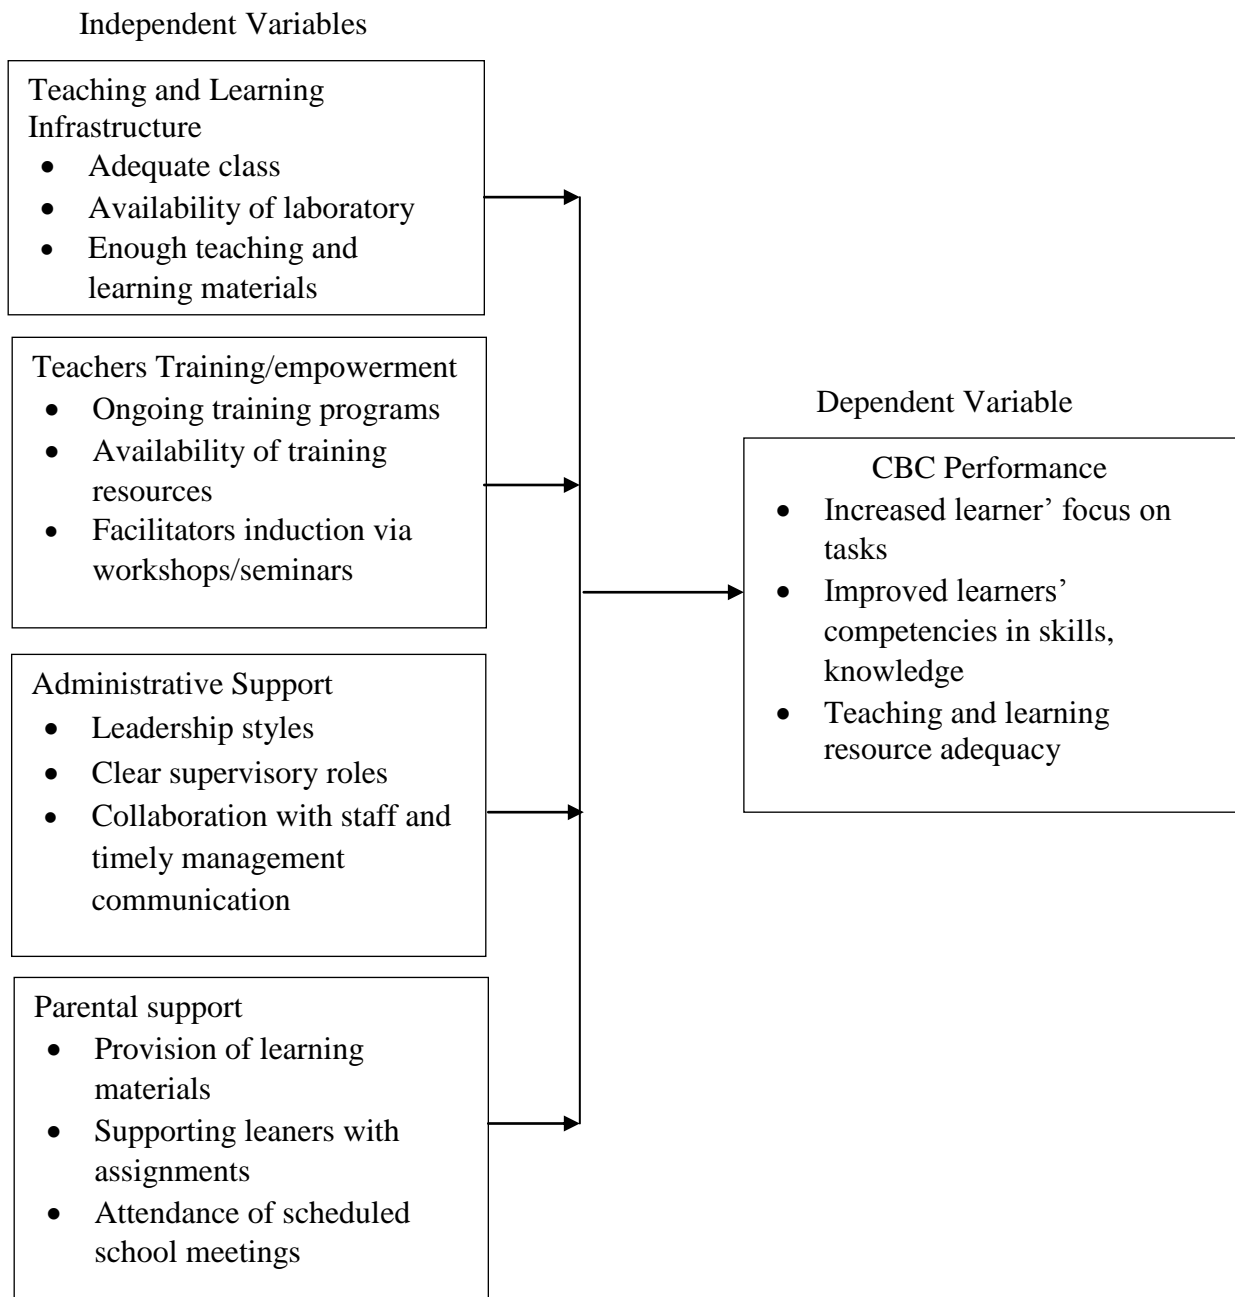 Independent Variables
Teaching and Learning
Infrastructure
• Adequate class
• Availability of laboratory
• Enough teaching and
learning materials
Teachers Training/empowerment
• Ongoing training programs
• Availability of training
resources
• Facilitators induction via
workshops/seminars
Administrative Support
• Leadership styles
• Clear supervisory roles
• Collaboration with staff and
timely management
communication
Parental support
• Provision of learning
materials
• Supporting leaners with
assignments
• Attendance of scheduled
school meetings
Dependent Variable
CBC Performance
• Increased learner’ focus on
tasks
• Improved learners’
competencies in skills,
knowledge
• Teaching and learning
resource adequacy